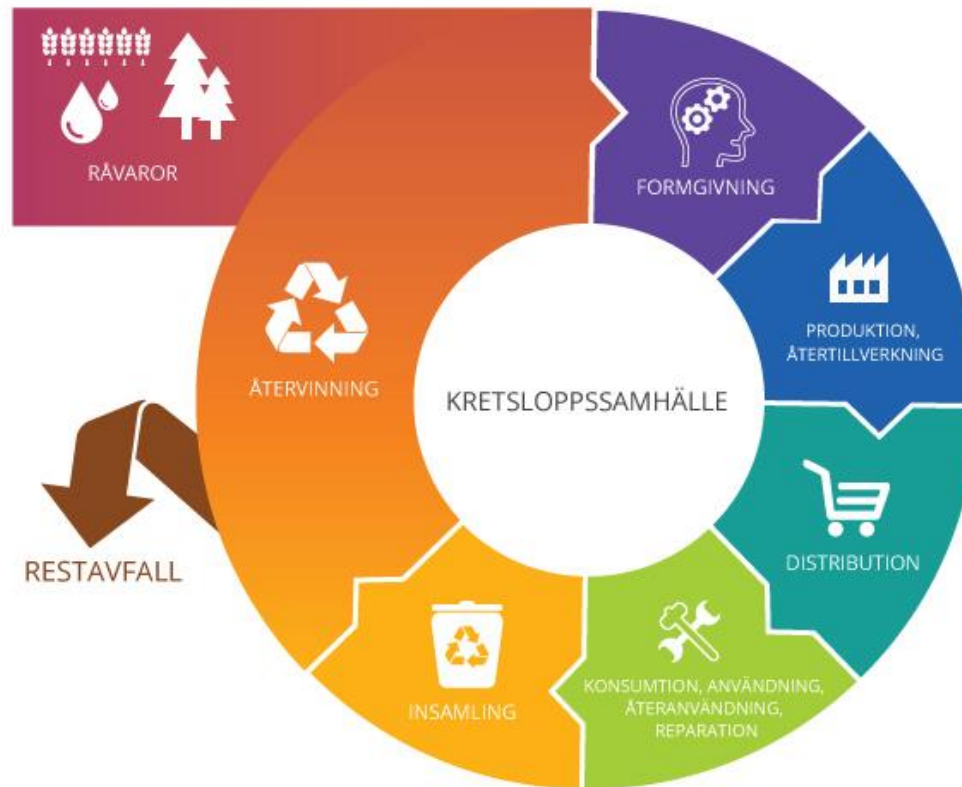 RÅVAROR
FORMGIVNING
PRODUKTION,
ÅTERTILLVERKNING
DISTRIBUTION
KONSUMTION, ANVÄNDNING,
ÅTERANVÄNDNING,
REPARATION
INSAMLING
ÅTERVINNING
RESTAVFALL
KRETSLOPPSSAMHÄLLE